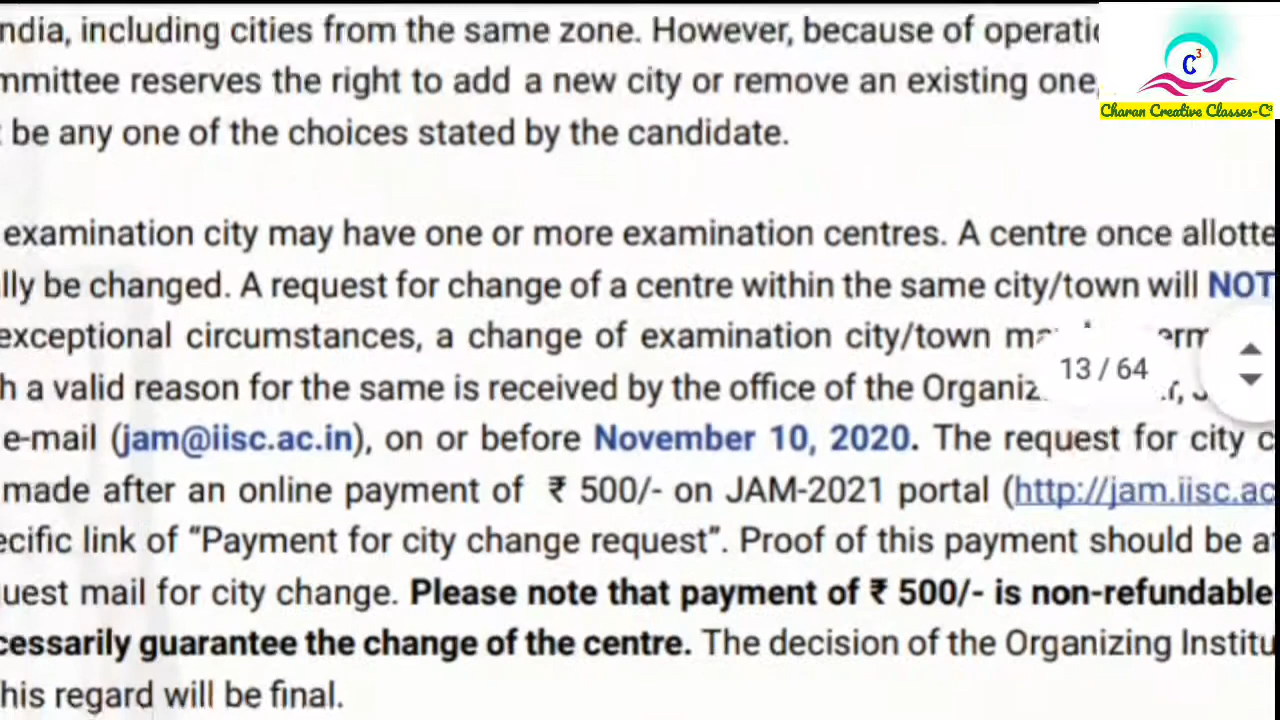 ndia, including cities from the same zone. However, because of operatic
mmittee reserves the right to add a new city or remove an existing one,
be any one of the choices stated by the candidate.
examination city may have one or more examination centres. A centre once allotte
lly be changed. A request for change of a centre within the same city/town will NOT
exceptional circumstances, a change of examination city/town
h a valid reason for the same is received by the office of the Organiz
e-mail (jam@iisc.ac.in), on or before November 10, 2020. The request for city c
made after an online payment of ₹ 500/- on JAM-2021 portal (http://jam.iisc.ac
ecific link of “Payment for city change request”. Proof of this payment should be a
uest mail for city change. Please note that payment of ₹ 500/- is non-refundable
cessarily guarantee the change of the centre. The decision of the Organizing Institu
his regard will be final.
13 / 64
C3
Charan Creative Classes-C3